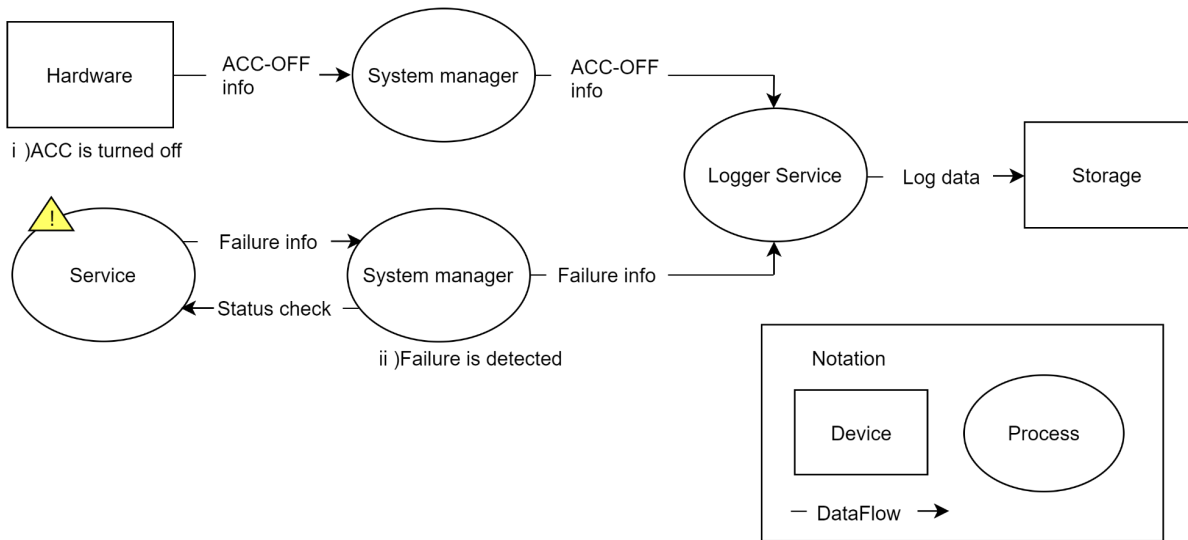 Hardware
ACC-OFF
info
System manager
ACC-OFF
info
i )ACC is turned off
Logger Service
Log data
Storage
!
Service
Failure info
Status check
System manager
Failure info
ii )Failure is detected
Notation
Device
Process
DataFlow